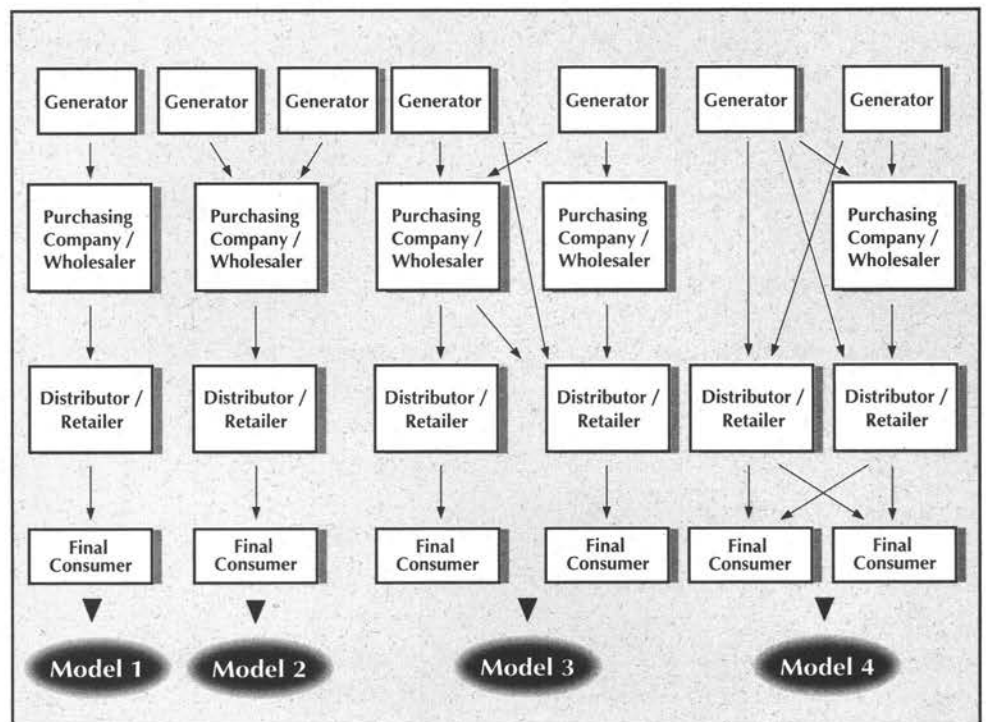 Generator Generator Generator Generator Generator Generator Generator
Purchasing
Company /
Wholesaler
Purchasing
Company /
Wholesaler
Purchasing
Company /
Wholesaler
Purchasing
Company /
Wholesaler
Purchasing
Company /
Wholesaler
Distributor /
Retailer
Distributor /
Retailer
Distributor /
Retailer
Distributor /
Retailer
Distributor /
Retailer
Distributor /
Retailer
Final
Consumer
Final
Consumer
Final
Consumer
Final
Consumer
Final
Consumer
Final
Consumer
Model 1
Model 2
Model 3
Model 4